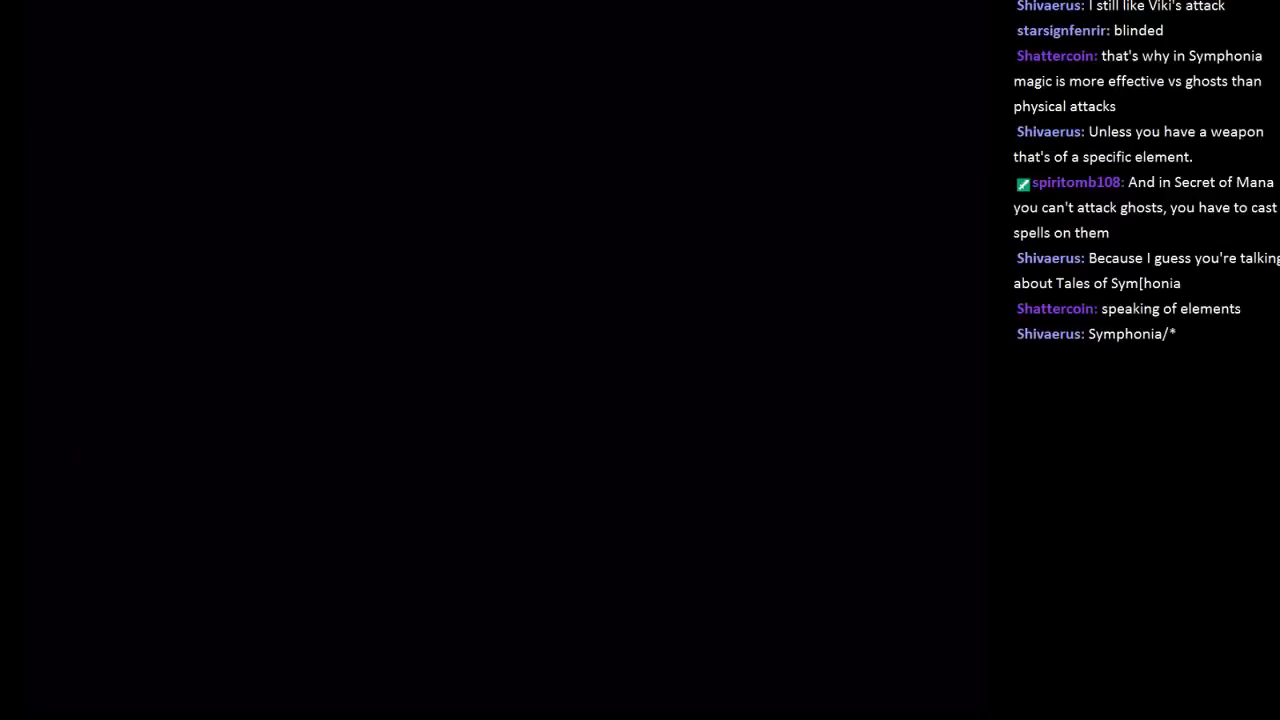 Shivaerus: I still like Viki's attack
starsignfenrir: blinded
Shattercoin: that's why in Symphonia
magic is more effective vs ghosts than
physical attacks
Shivaerus: Unless you have a weapon
that's of a specific element.
spiritomb108: And in Secret of Mana
you can't attack ghosts, you have to cast
spells on them
Shivaerus: Because I guess you're talking
about Tales of Sym[honia
Shattercoin: speaking of elements
Shivaerus: Symphonia/*